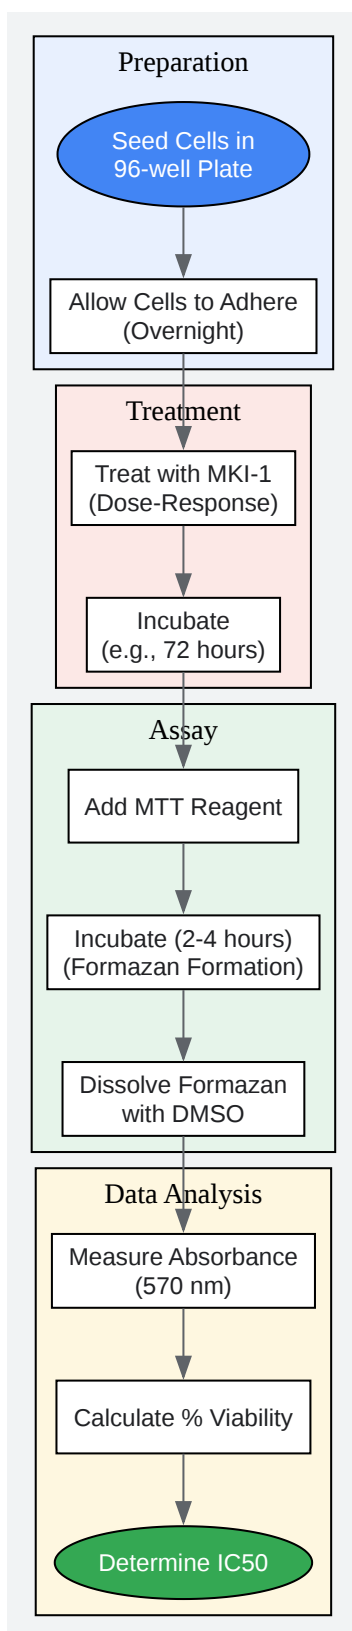 Preparation
Seed Cells in
96-well Plate
Allow Cells to Adhere
(Overnight)
Treatment
Treat with MKI-1
(Dose-Response)
Incubate
(e.g., 72 hours)
Assay
Add MTT Reagent
Incubate (2-4 hours)
(Formazan Formation)
Dissolve Formazan
with DMSO
Data Analysis
Measure Absorbance
(570 nm)
Calculate % Viability
Determine IC50